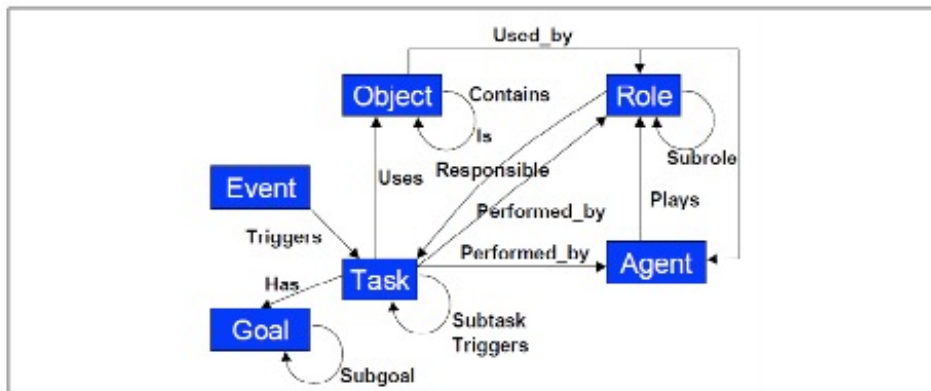 Used_by
Object
Contains
Role
Is
Responsible
Subrole
Uses
Event
Plays
Performed_by
Triggers
Performed_by
Agent
Has
Task
Goal
Subtask
Triggers
Subgoal